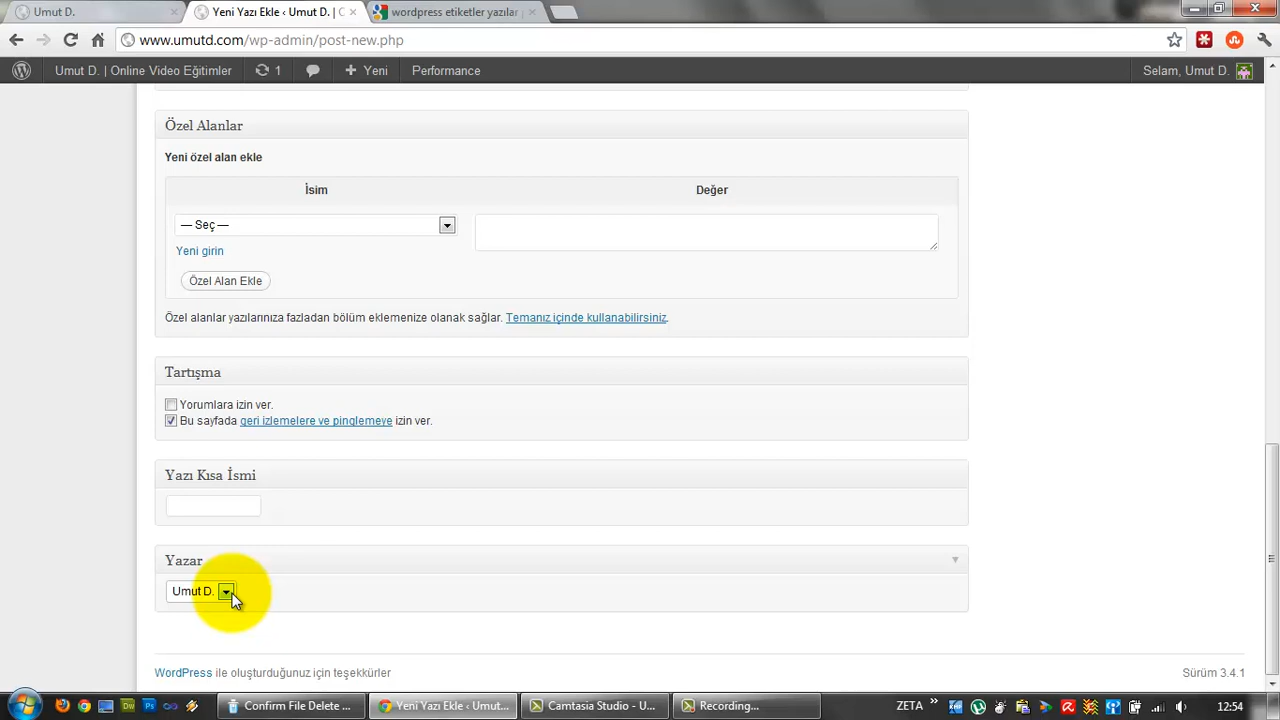 Umut D.
Yeni Yazı Ekle ‹ Umut D. | O
wordpress etiketler yazılar
www.umutd.com/wp-admin/post-new.php
Umut D. | Online Video Eğitimler
1
Yeni
Performance
Selam, Umut D.
Özel Alanlar
Yeni özel alan ekle
İsim
Değer
— Seç —
Yeni girin
Özel Alan Ekle
Özel alanlar yazılarınıza fazladan bölüm eklemenize olanak sağlar. Temanız içinde kullanabilirsiniz.
Tartışma
Yorumlara izin ver.
Bu sayfada geri izlemelere ve pinglemeye izin ver.
Yazı Kısa İsmi
Yazar
Umut D.
WordPress ile oluşturduğunuz için teşekkürler
Sürüm 3.4.1
Confirm File Delete ...
Yeni Yazı Ekle ‹ Umut...
Camtasia Studio - U...
Recording...
ZETA
12:54